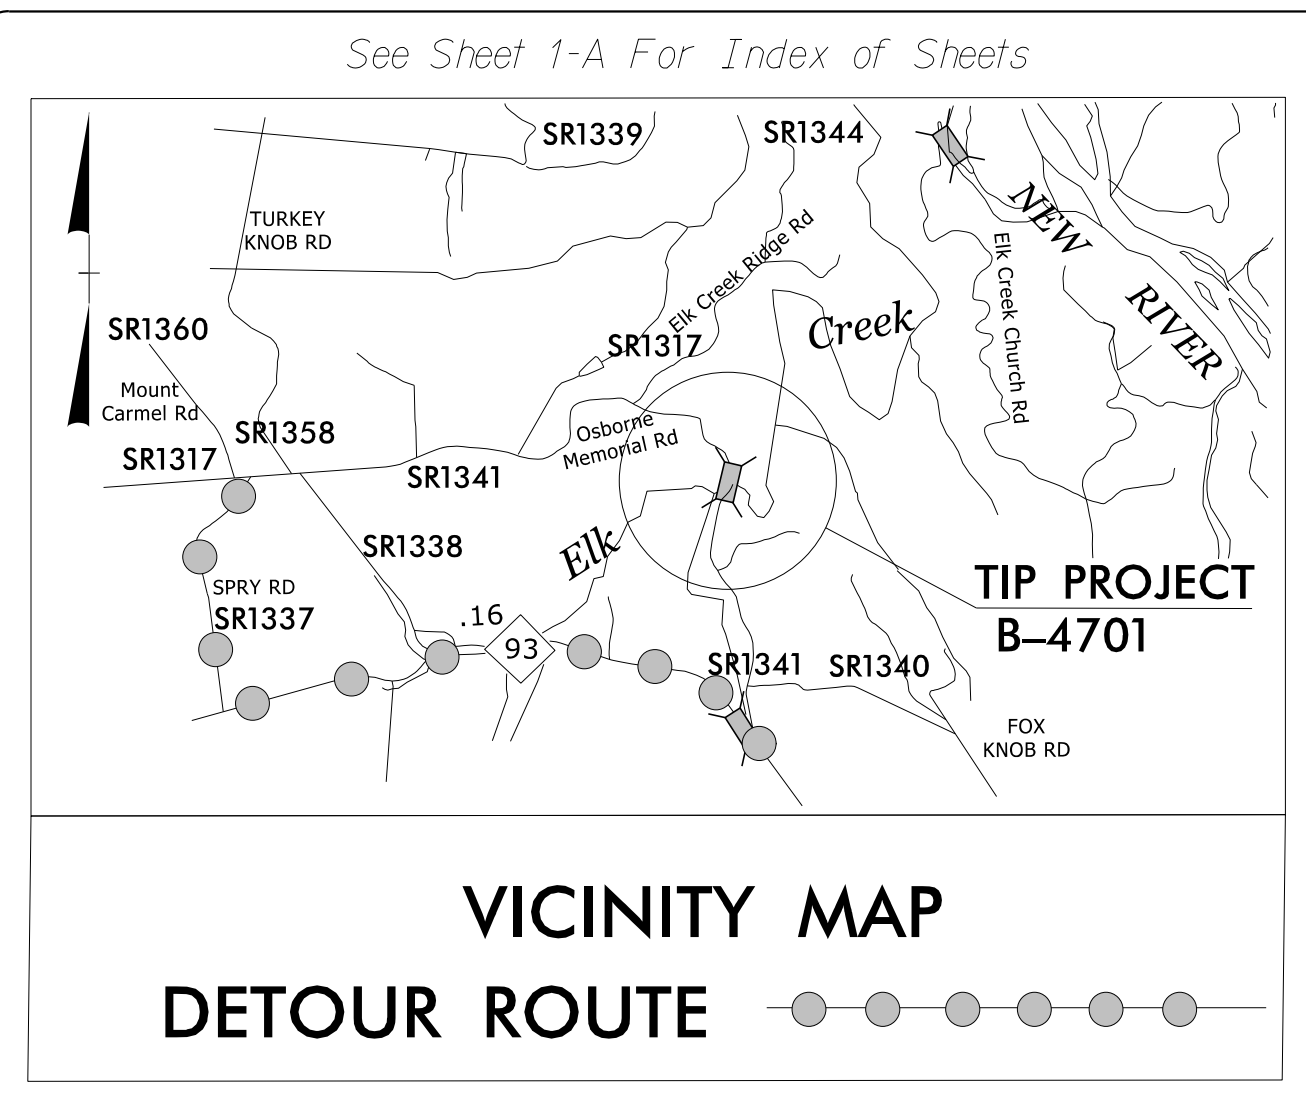 See Sheet 1-A For Index of Sheets
SR1339
SR1344
TURKEY
KNOB RD
NEW
RIVER
Elk Creek Ridge Rd
Elk Creek Church Rd
SR1360
SR1317
Creek
Mount
Carmel Rd
SR1358
Osborne
Memorial Rd
SR1317
SR1341
SR1338
Elk
TIP PROJECT
B–4701
SPRY RD
SR1337
.16
93
SR1341
SR1340
FOX
KNOB RD
VICINITY MAP
DETOUR ROUTE